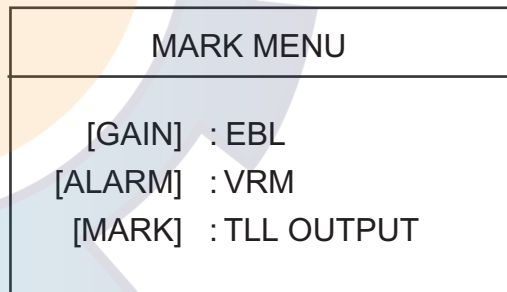 MARK MENU
[GAIN] : EBL
[ALARM] : VRM
[MARK] : TLL OUTPUT